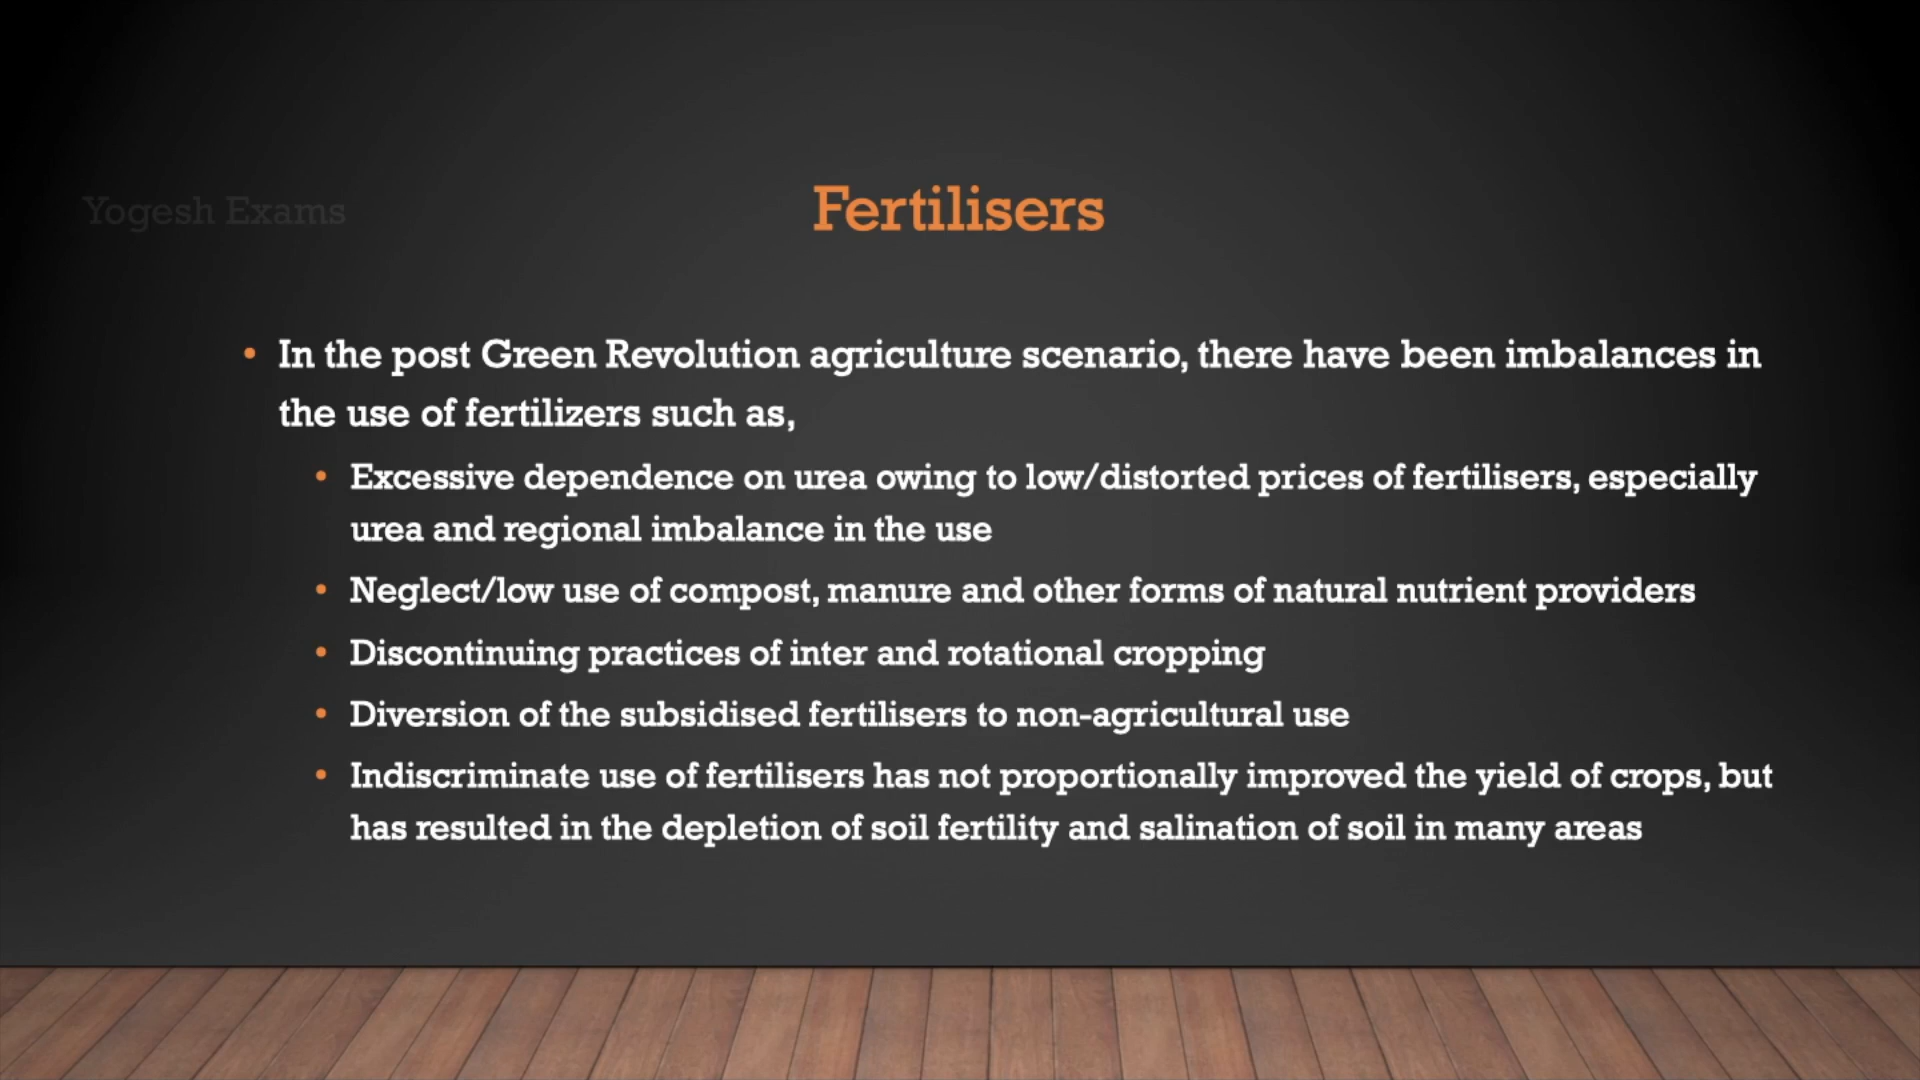 Yogesh Exams
Fertilisers
• In the post Green Revolution agriculture scenario, there have been imbalances in
the use of fertilizers such as,
• Excessive dependence on urea owing to low/distorted prices of fertilisers, especially
urea and regional imbalance in the use
• Neglect/low use of compost, manure and other forms of natural nutrient providers
• Discontinuing practices of inter and rotational cropping
• Diversion of the subsidised fertilisers to non-agricultural use
• Indiscriminate use of fertilisers has not proportionally improved the yield of crops, but
has resulted in the depletion of soil fertility and salination of soil in many areas